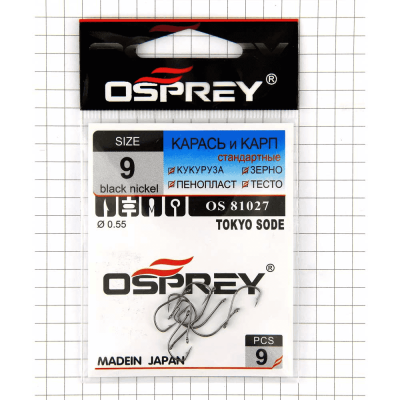 OSPREY®
SIZE
9
black nickel
КАРАСЬ и КАРП
стандартные
КУКУРУЗА ЗЕРНО
ПЕНОПЛАСТ ТЕСТО
OS 81027
Ø 0.55
TOKYO SODE
OSPREY®
PCS
9
MADEIN JAPAN